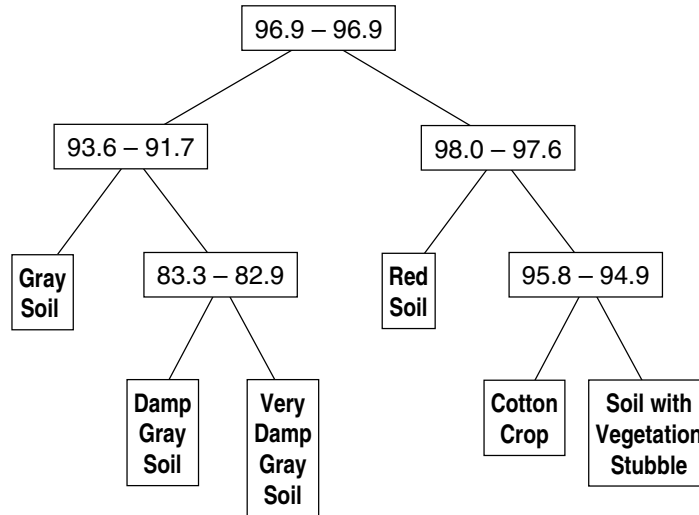 96.9 – 96.9
93.6 – 91.7
98.0 – 97.6
Gray
Soil
83.3 – 82.9
Red
Soil
95.8 – 94.9
Damp
Gray
Soil
Very
Damp
Gray
Soil
Cotton
Crop
Soil with
Vegetation
Stubble